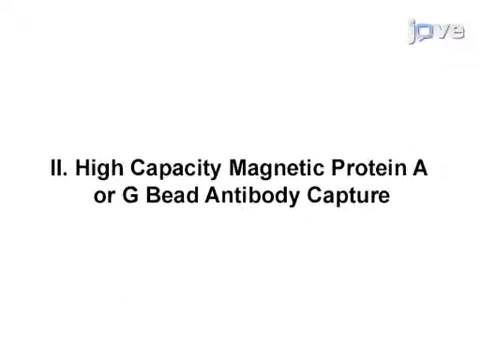 jove
II. High Capacity Magnetic Protein A
or G Bead Antibody Capture